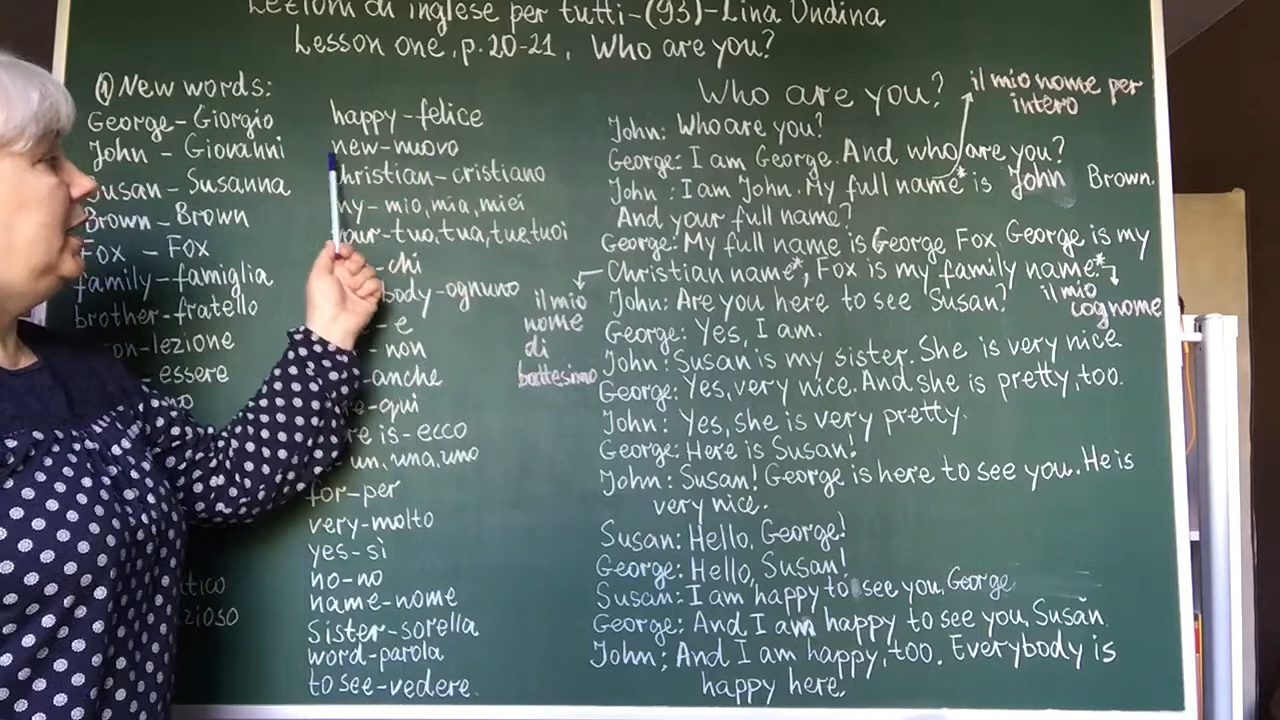 Lezioni di inglese per tutti-(93)-Lina Undina
Lesson one, p. 20-21, Who are you?
① New words:
George-Giorgio
John - Giovanni
Susan-Susanna
Brown-Brown
Fox - Fox
family-famiglia
brother-fratello
-lezione
- essere
tico
zioso
happy-felice
new-nuovo
christian-cristiano
my- mio, mia, miei
your-tuo, tua, tue, tuoi
-chi
body-ognuno
- e
- non
-anche
-qui
re is-ecco
un, una, uno
for-per
very-molto
yes-sì
no-no
name-nome
sister-sorella
word-parola
to see-vedere.
Who are you?
il mio nome per
intero
John: Who are you?
George: I am George. And who are you?
John: I am John. My full name* is John Brown.
And your full name?
George: My full name is George Fox. George is my
Christian name*, Fox is my family name.*
il mio
nome
di
battesimo
il mio
cognome
John: Are you here to see Susan?
George: Yes, I am.
John: Susan is my sister. She is very nice
George: Yes, very nice. And she is pretty, too.
John: Yes, she is very pretty.
George: Here is Susan!
John: Susan! George is here to see you. He is
very nice.
Susan: Hello, George!
George: Hello, Susan!
Susan: I am happy to see you, George
George: And I am happy to see you, Susan.
John: And I am happy, too. Everybody is
happy here.